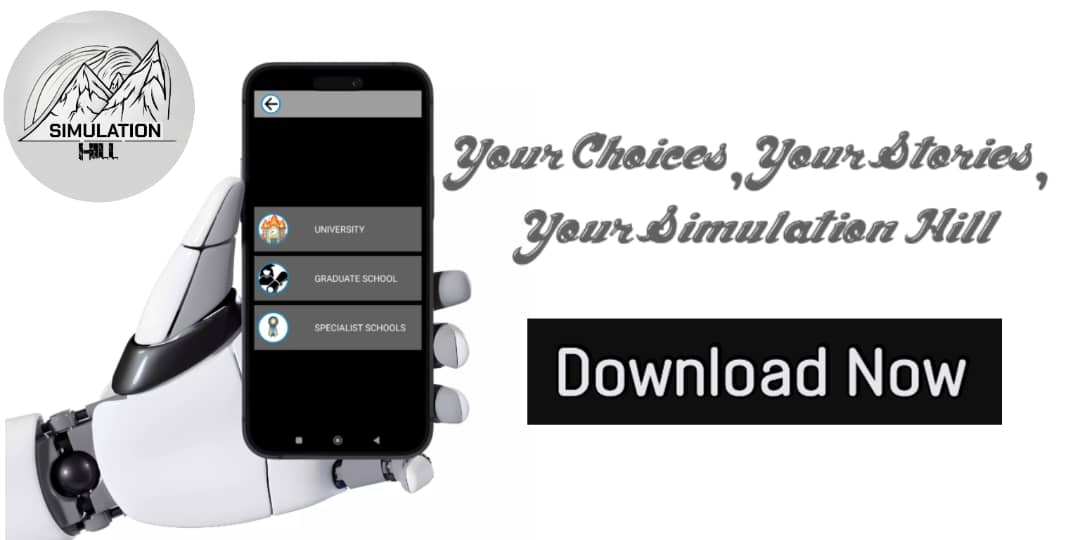 SIMULATION
HILL
UNIVERSITY
GRADUATE SCHOOL
SPECIALIST SCHOOLS
Your Choices, Your Stories,
Your Simulation Hill
Download Now